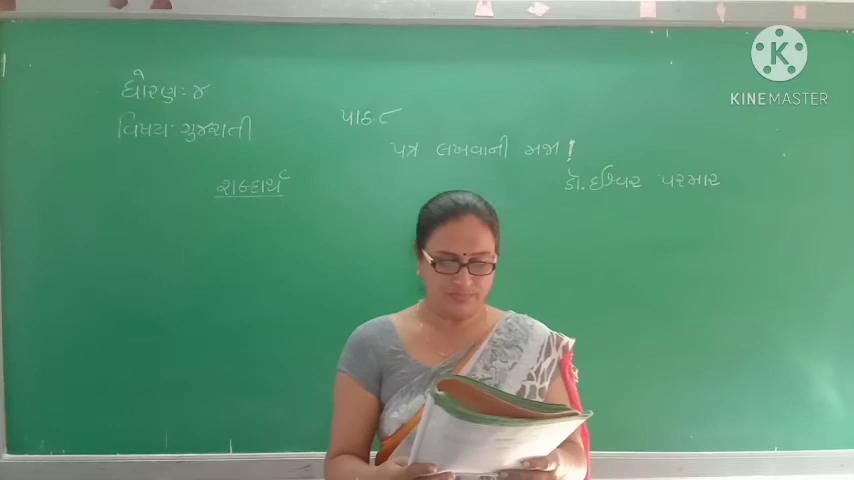 ધોરણ:-૪
વિષય:-ગુજરાતી
પાઠ.૮
પત્ર લખવાની મજા!
ડૉ. ઈશ્વર પરમાર
શબ્દાર્થ
K
KINEMASTER